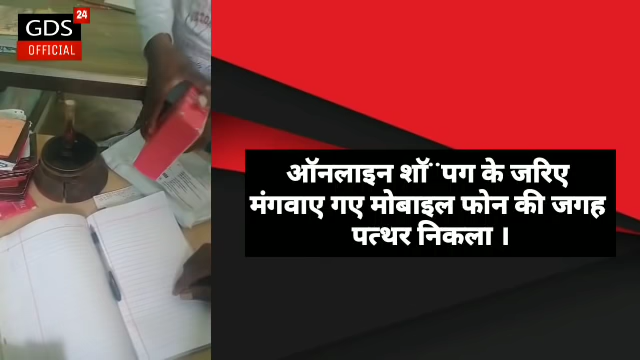 GDS 24
OFFICIAL
ऑनलाइन शॉ¨पग के जरिए
मंगवाए गए मोबाइल फोन की जगह
पत्थर निकला ।